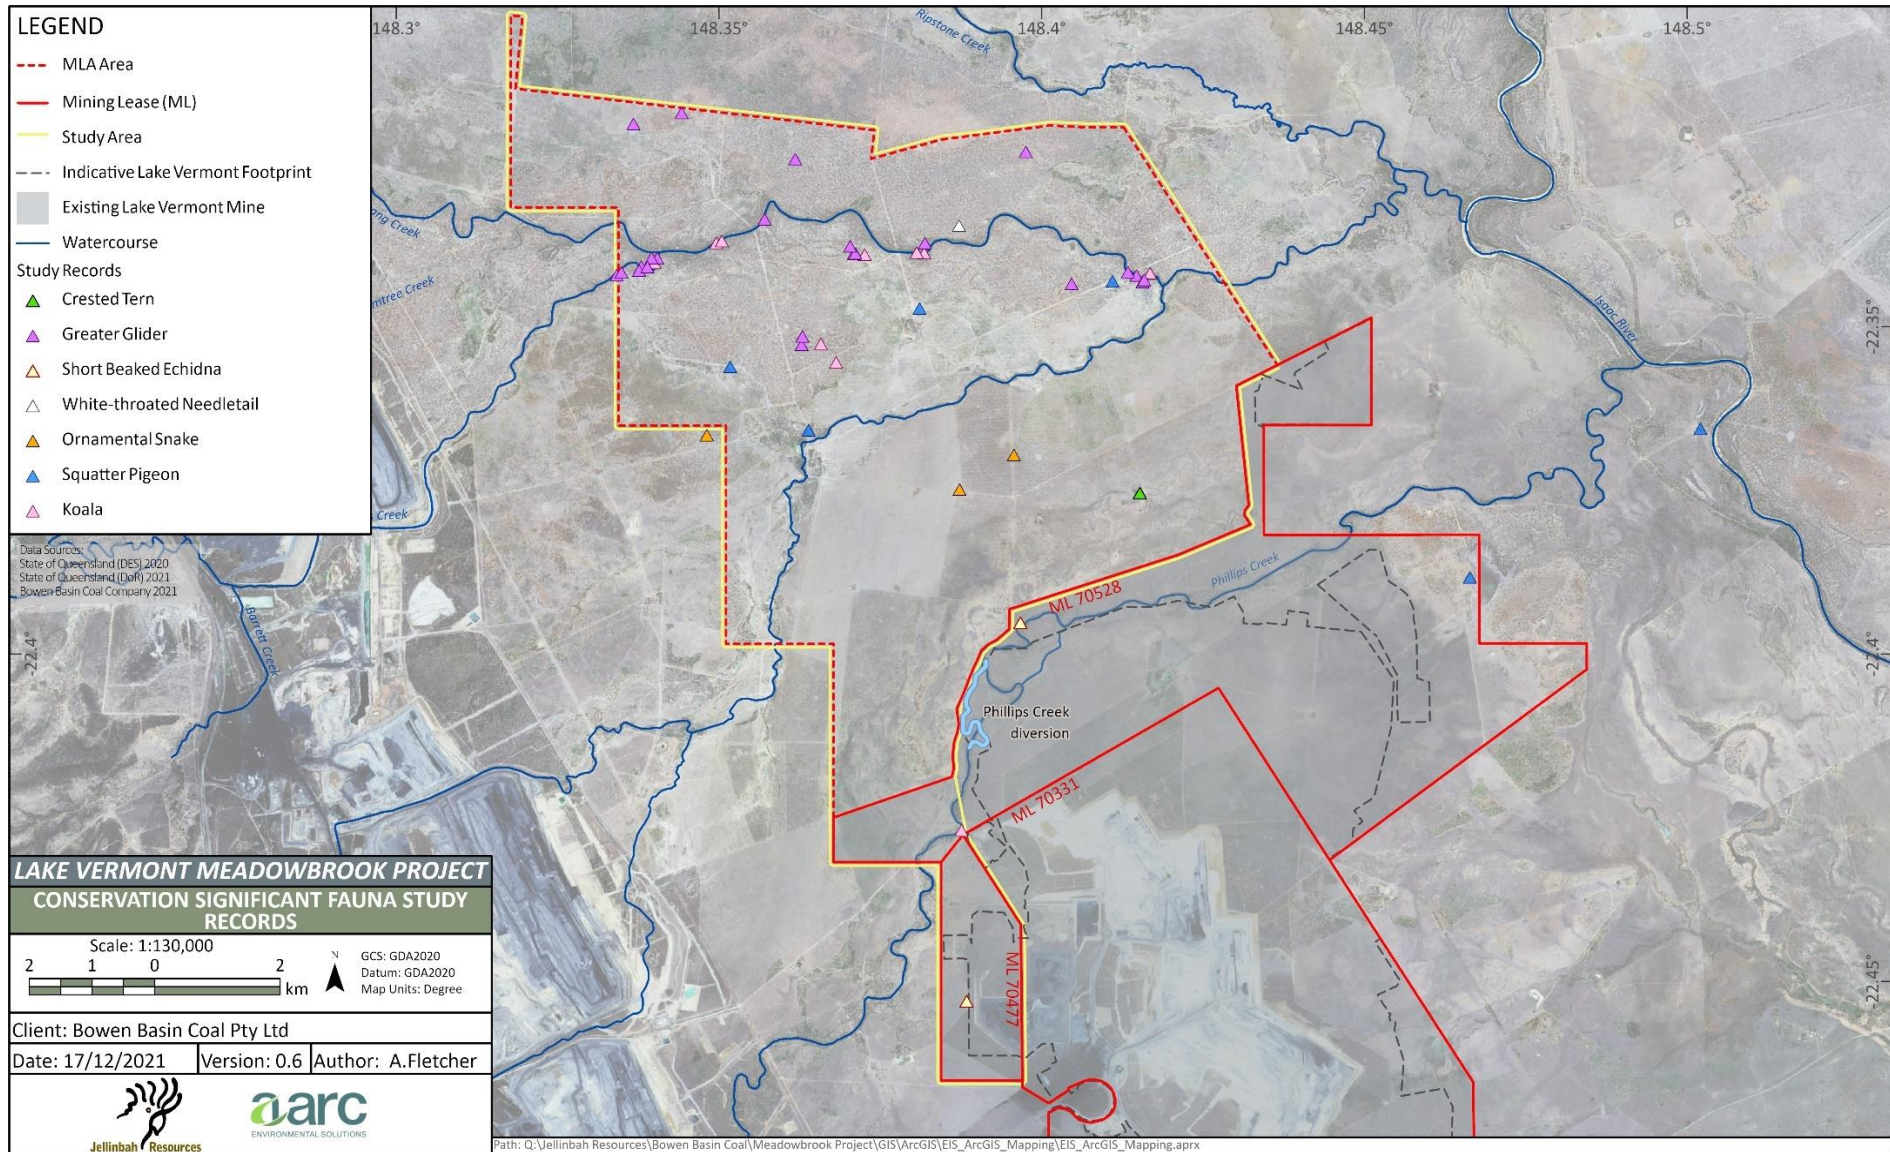 LEGEND
MLA Area
Mining Lease (ML)
Study Area
Indicative Lake Vermont Footprint
Existing Lake Vermont Mine
Watercourse
Study Records
Crested Tern
Greater Glider
Short Beaked Echidna
White-throated Needletail
Ornamental Snake
Squatter Pigeon
Koala
Data Sources:
State of Queensland (DES) 2020
State of Queensland (DoR) 2021
Bowen Basin Coal Company 2021
148.3°
148.35°
148.4°
148.45°
148.5°
Ripstone Creek
ang Creek
mtree Creek
Creek
Isaac River
-22.35°
Phillips Creek
ML 70528
Barrett Creek
-22.4°
-22.4°
Phillips Creek
diversion
ML 70331
ML 70477
-22.45°
LAKE VERMONT MEADOWBROOK PROJECT
CONSERVATION SIGNIFICANT FAUNA STUDY
RECORDS
Scale: 1:130,000
2 1 0 2
km
N
GCS: GDA2020
Datum: GDA2020
Map Units: Degree
Client: Bowen Basin Coal Pty Ltd
Date: 17/12/2021 Version: 0.6 Author: A.Fletcher
Jellinbah Resources
aarc
ENVIRONMENTAL SOLUTIONS
Path: Q:\Jellinbah Resources\Bowen Basin Coal\Meadowbrook Project\GIS\ArcGIS\EIS_ArcGIS_Mapping\EIS_ArcGIS_Mapping.aprx